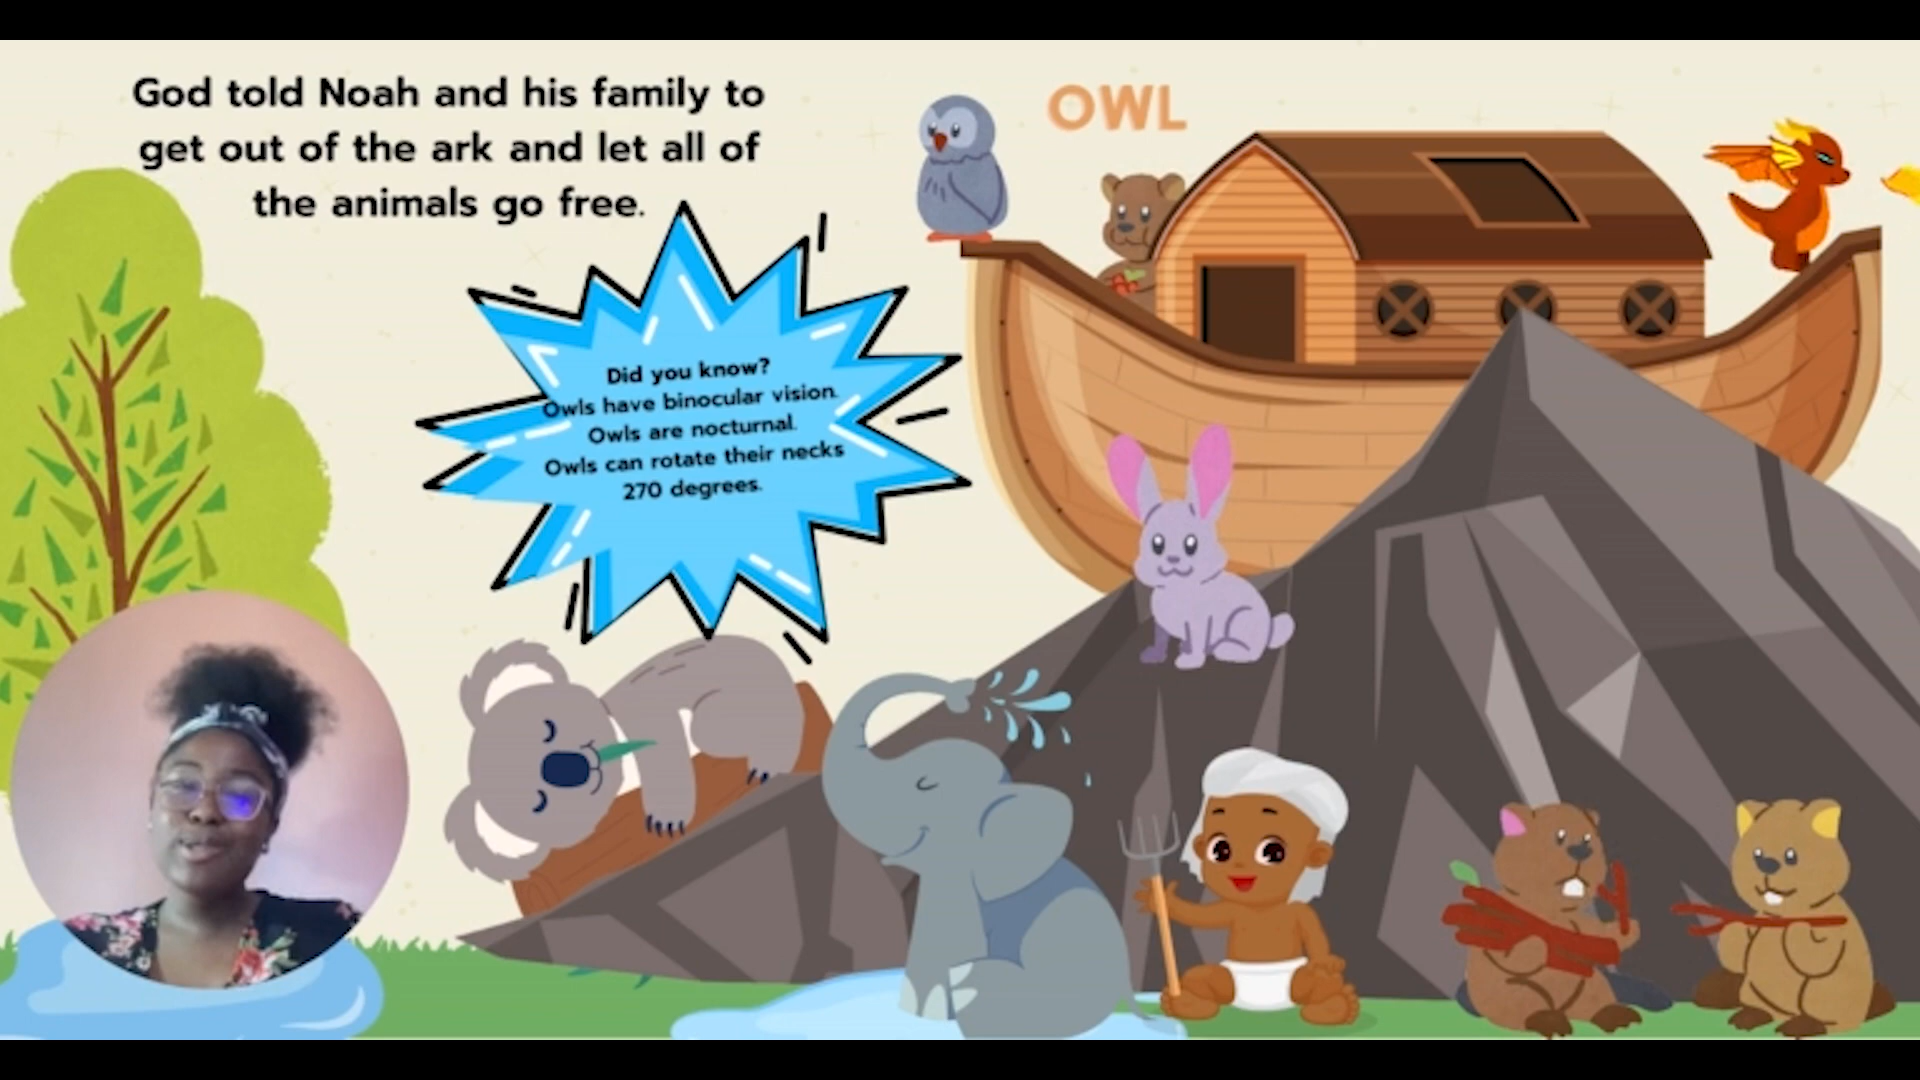 God told Noah and his family to
get out of the ark and let all of
the animals go free.
OWL
Did you know?
Owls have binocular vision.
Owls are nocturnal.
Owls can rotate their necks
270 degrees.